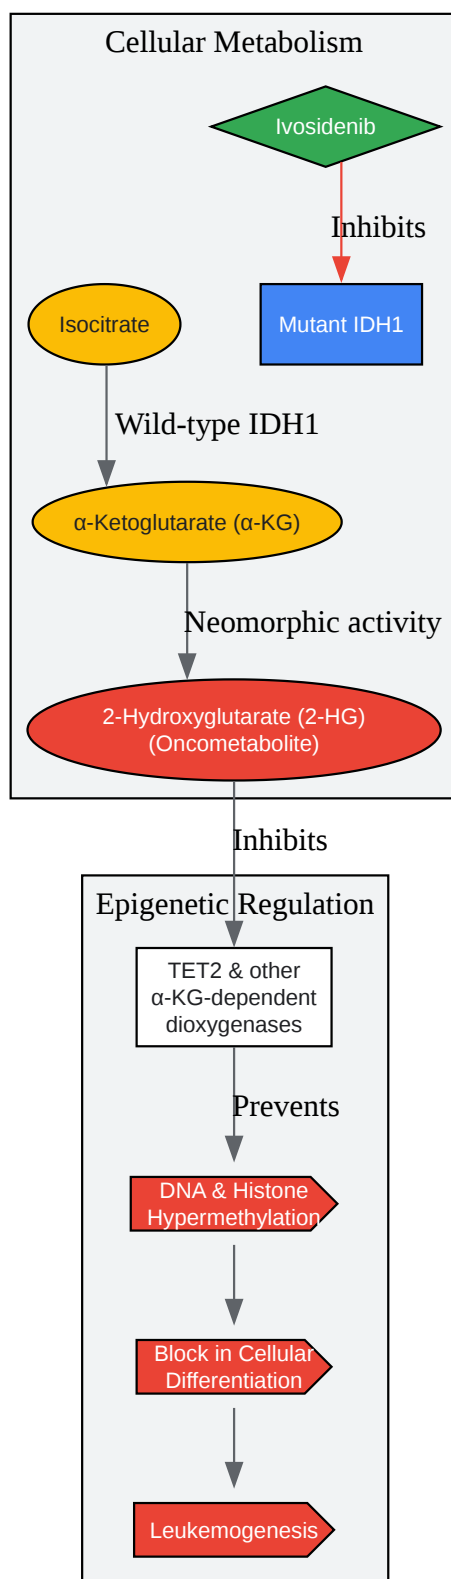 Cellular Metabolism
Ivosidenib
Inhibits
Isocitrate
Mutant IDH1
Wild-type IDH1
α-Ketoglutarate (α-KG)
Neomorphic activity
2-Hydroxyglutarate (2-HG)
(Oncometabolite)
Inhibits
Epigenetic Regulation
TET2 & other
α-KG-dependent
dioxygenases
Prevents
DNA & Histone
Hypermethylation
Block in Cellular
Differentiation
Leukemogenesis